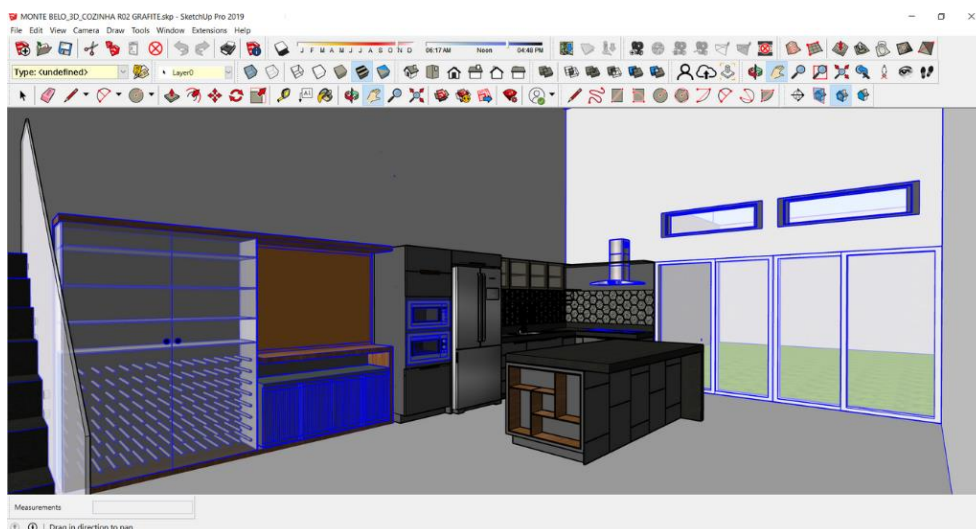 MONTE BELO_3D_COZINHA R02 GRAFITE.skp - SketchUp Pro 2019
File Edit View Camera Draw Tools Window Extensions Help
J F M A M J J A S O N D 06:17 AM Noon 04:48 PM
Type: <undefined> Layer0
Measurements
Drag in direction to pan